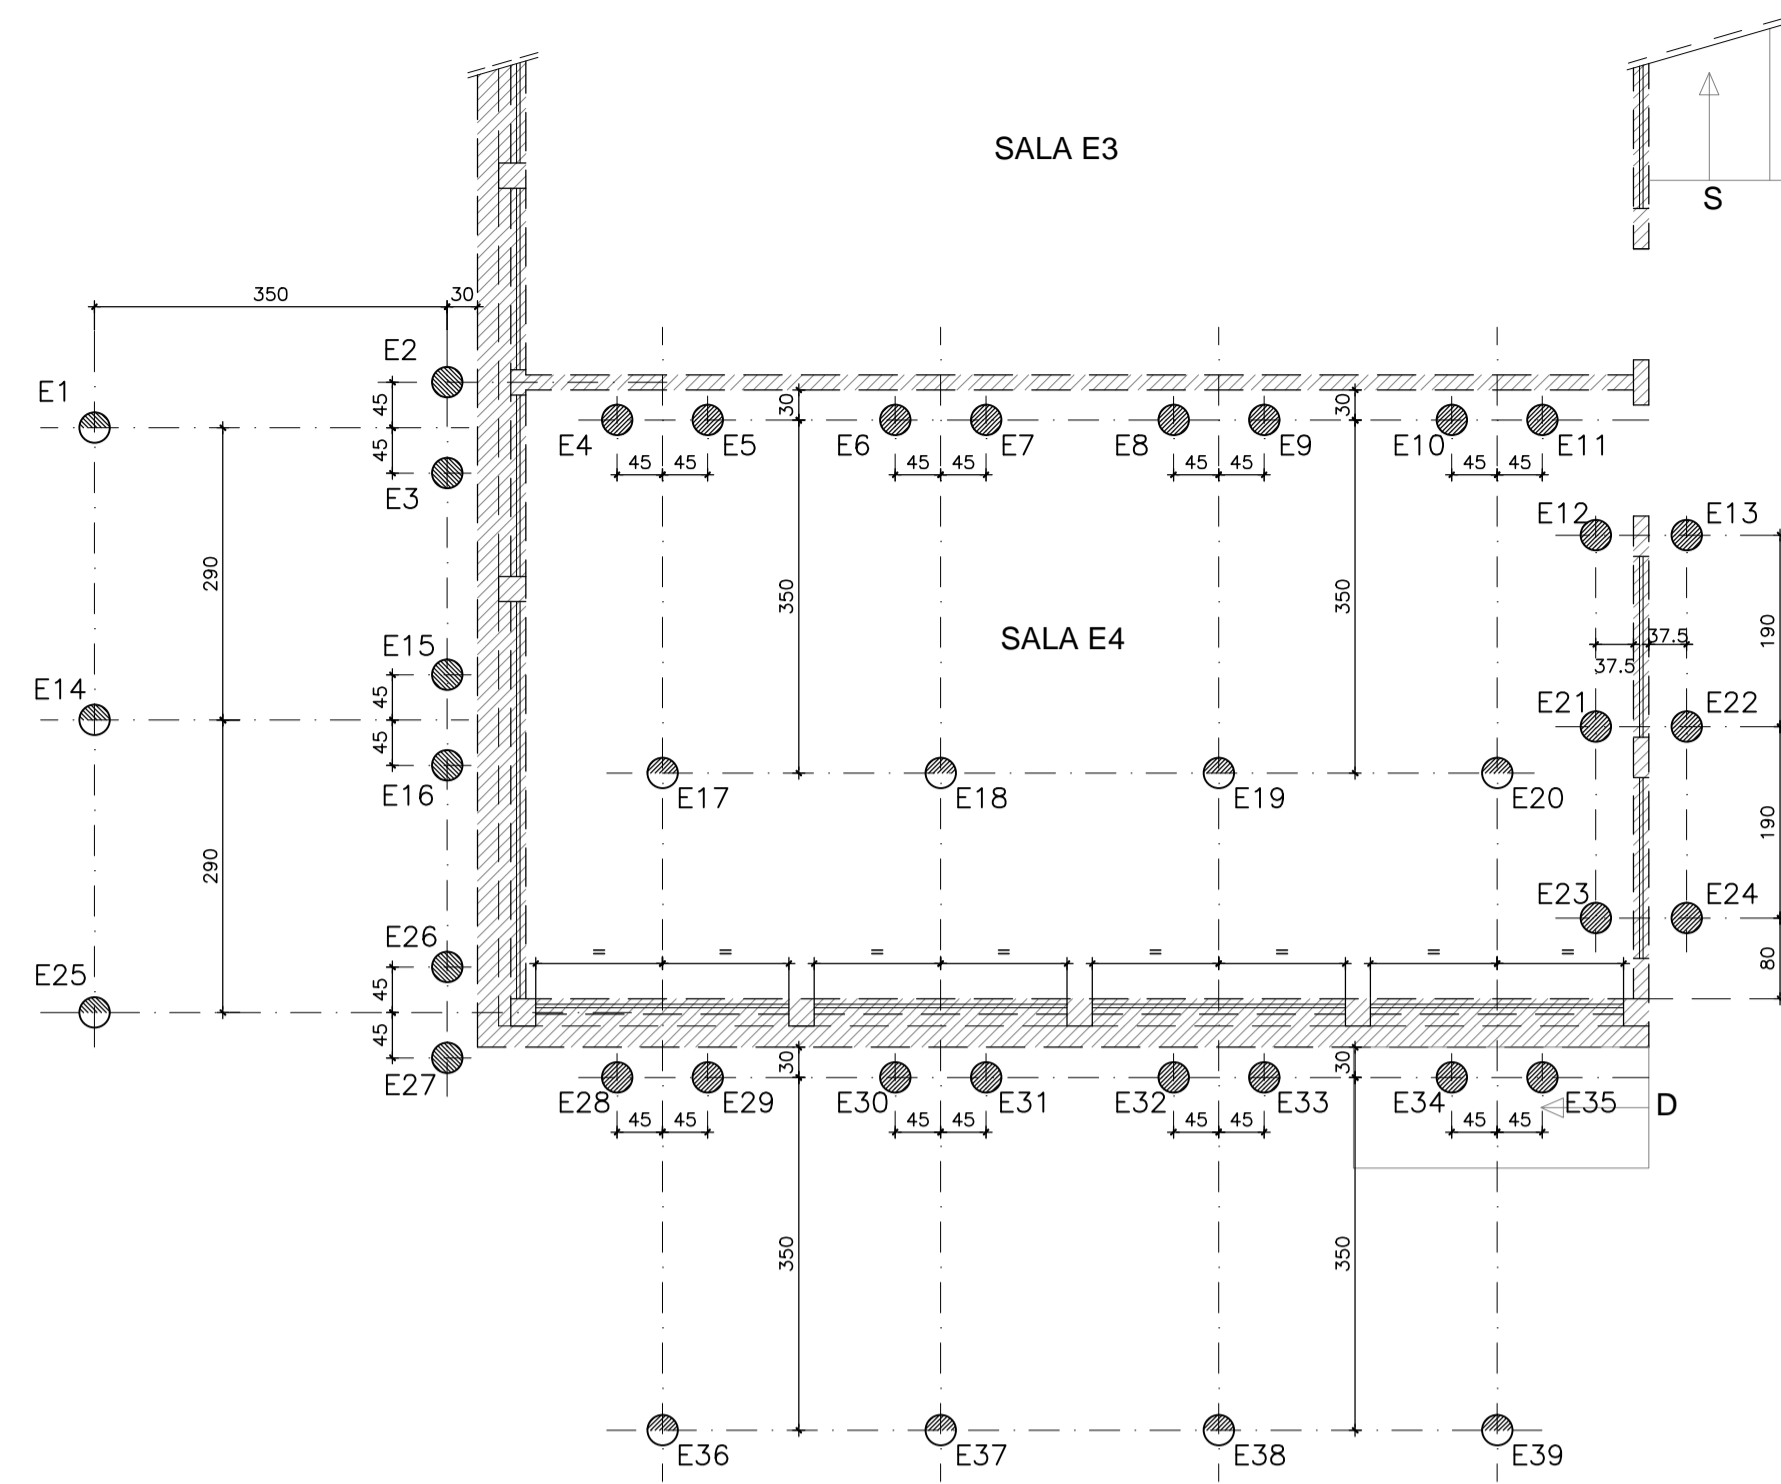 SALA E3
S
350 30
E2
E1
45
30 30
E4 E5 E6 E7 E8 E9 E10 E11
45
E3
45 45 45 45 45 45 45 45
E12 E13
290
350 350
190
SALA E4
37.5
E15
37.5
E14
45
E21 E22
45
E16
E17 E18 E19 E20
190
290
E23 E24
E26
= = = = = = = =
80
E25
45
45
30 30
E27
E28 E29 E30 E31 E32 E33 E34 E35 D
45 45 45 45 45 45 45 45
350 350
E36 E37 E38 E39